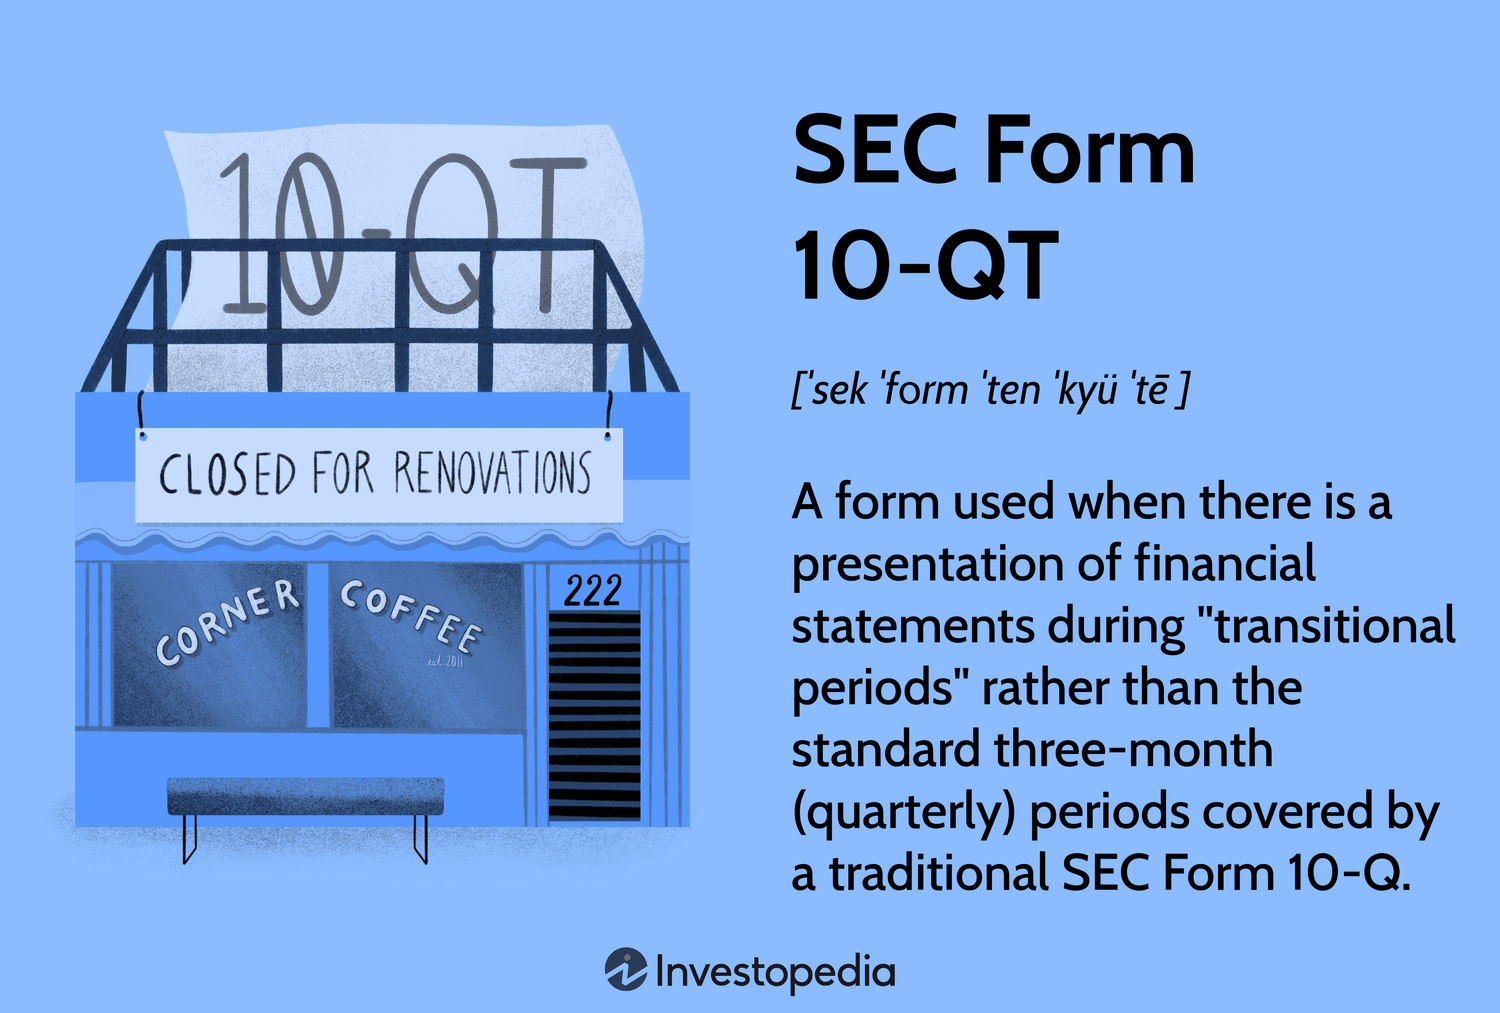 10-QT
CLOSED FOR RENOVATIONS
CORNER COFFEE
est. 2011
222
SEC Form
10-QT
['sek 'form 'ten 'kyü 'tē ]
A form used when there is a
presentation of financial
statements during "transitional
periods" rather than the
standard three-month
(quarterly) periods covered by
a traditional SEC Form 10-Q.
Investopedia